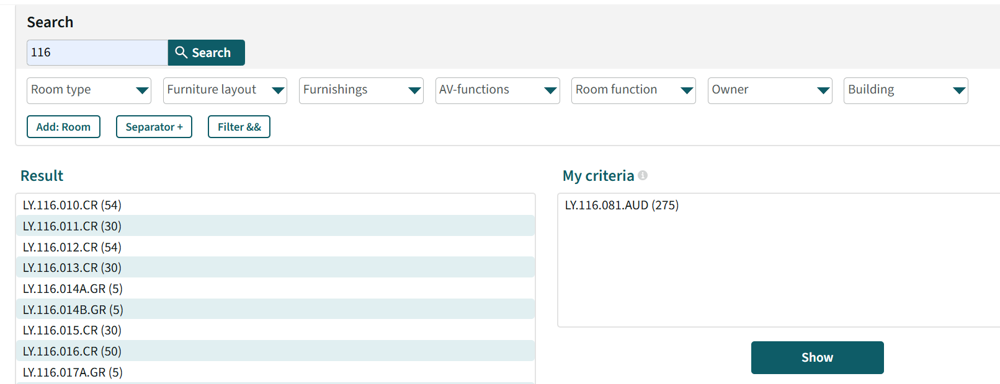 Search
116
Search
Room type Furniture layout Furnishings AV-functions Room function Owner Building
Add: Room Separator + Filter &&
Result
LY.116.010.CR (54)
LY.116.011.CR (30)
LY.116.012.CR (54)
LY.116.013.CR (30)
LY.116.014A.GR (5)
LY.116.014B.GR (5)
LY.116.015.CR (30)
LY.116.016.CR (50)
LY.116.017A.GR (5)
My criteria
LY.116.081.AUD (275)
Show